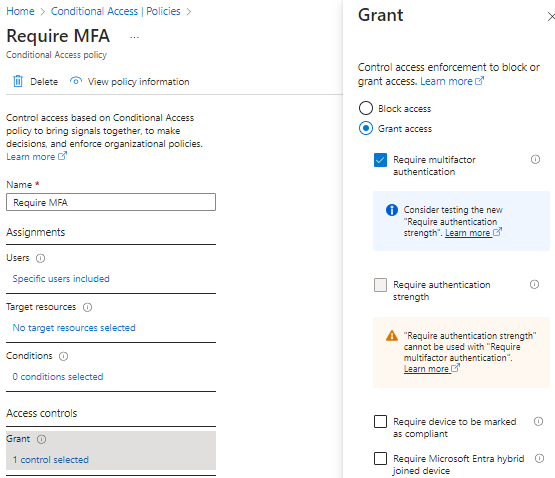 Home > Conditional Access | Policies >
Require MFA ...
Conditional Access policy
Delete View policy information
Control access based on Conditional Access
policy to bring signals together, to make
decisions, and enforce organizational policies.
Learn more
Name *
Require MFA
Assignments
Users
Specific users included
Target resources
No target resources selected
Conditions
0 conditions selected
Access controls
Grant
1 control selected
Grant
Control access enforcement to block or
grant access. Learn more
Block access
Grant access
Require multifactor
authentication
Consider testing the new
"Require authentication
strength". Learn more
Require authentication
strength
"Require authentication strength"
cannot be used with "Require
multifactor authentication".
Learn more
Require device to be marked
as compliant
Require Microsoft Entra hybrid
joined device